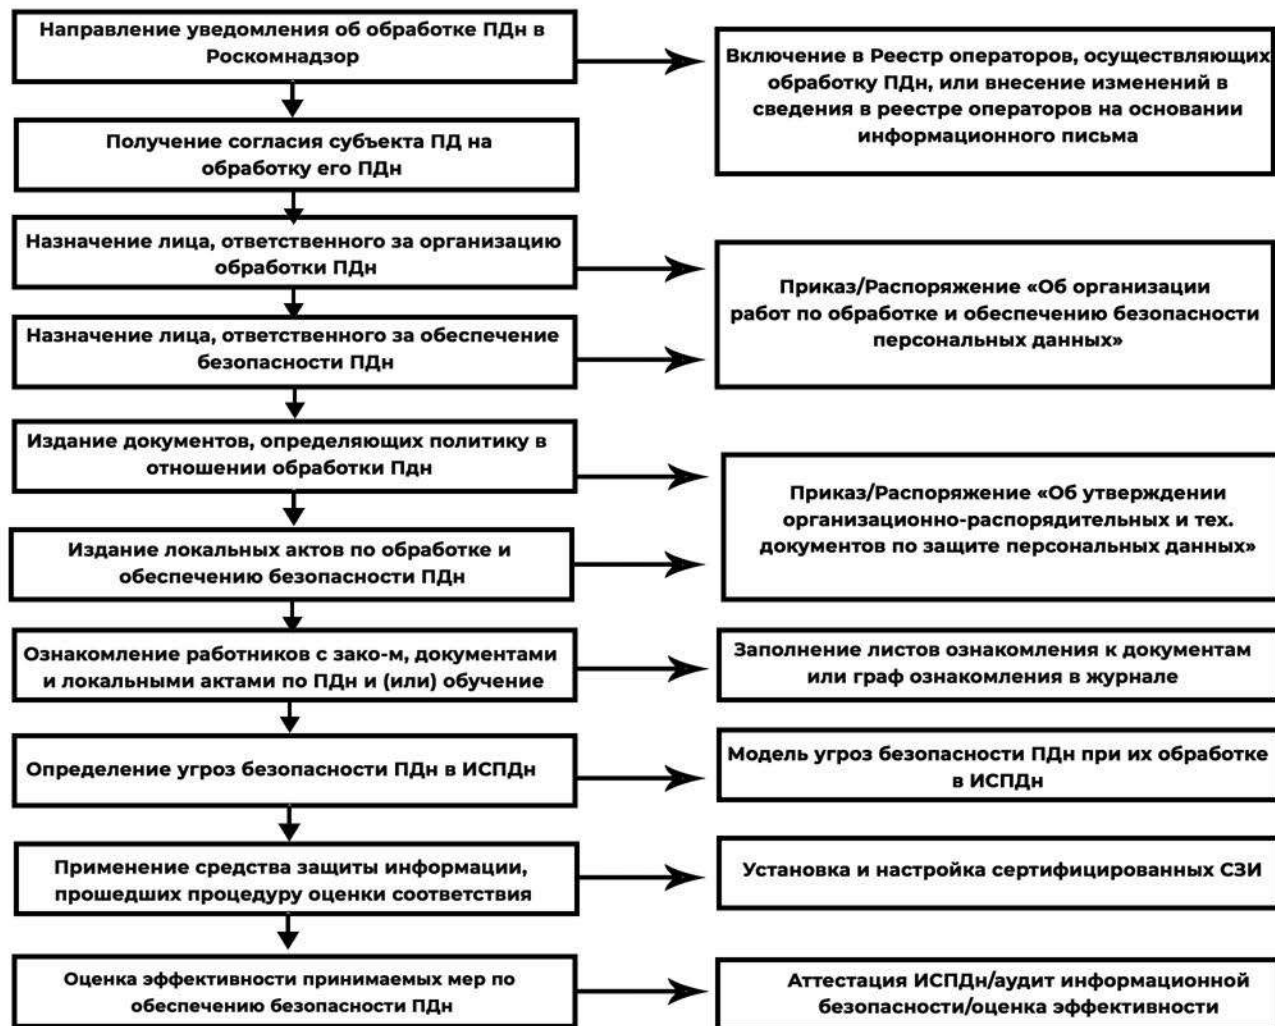 Направление уведомления об обработке ПДн в
Роскомнадзор
Включение в Реестр операторов, осуществляющих
обработку ПДн, или внесение изменений в
сведения в реестре операторов на основании
информационного письма
Получение согласия субъекта ПД на
обработку его ПДн
Назначение лица, ответственного за организацию
обработки ПДн
Назначение лица, ответственного за обеспечение
безопасности ПДн
Приказ/Распоряжение «Об организации
работ по обработке и обеспечению безопасности
персональных данных»
Издание документов, определяющих политику в
отношении обработки Пдн
Издание локальных актов по обработке и
обеспечению безопасности ПДн
Приказ/Распоряжение «Об утверждении
организационно-распорядительных и тех.
документов по защите персональных данных»
Ознакомление работников с зако-м, документами
и локальными актами по ПДн и (или) обучение
Заполнение листов ознакомления к документам
или граф ознакомления в журнале
Определение угроз безопасности ПДн в ИСПДн
Модель угроз безопасности ПДн при их обработке
в ИСПДн
Применение средства защиты информации,
прошедших процедуру оценки соответствия
Установка и настройка сертифицированных СЗИ
Оценка эффективности принимаемых мер по
обеспечению безопасности ПДн
Аттестация ИСПДн/аудит информационной
безопасности/оценка эффективности